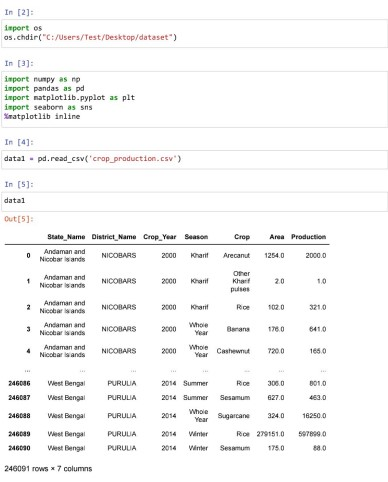 In [2]:
import os
os.chdir("C:/Users/Test/Desktop/dataset")
In [3]:
import numpy as np
import pandas as pd
import matplotlib.pyplot as plt
import seaborn as sns
%matplotlib inline
In [4]:
data1 = pd.read_csv('crop_production.csv')
In [5]:
data1
Out[5]:
State_Name District_Name Crop_Year Season Crop Area Production
0 Andaman and Nicobar Islands NICOBARS 2000 Kharif Arecanut 1254.0 2000.0
1 Andaman and Nicobar Islands NICOBARS 2000 Kharif Other Kharif pulses 2.0 1.0
2 Andaman and Nicobar Islands NICOBARS 2000 Kharif Rice 102.0 321.0
3 Andaman and Nicobar Islands NICOBARS 2000 Whole Year Banana 176.0 641.0
4 Andaman and Nicobar Islands NICOBARS 2000 Whole Year Cashewnut 720.0 165.0
... ... ... ... ... ... ... ...
246086 West Bengal PURULIA 2014 Summer Rice 306.0 801.0
246087 West Bengal PURULIA 2014 Summer Sesamum 627.0 463.0
246088 West Bengal PURULIA 2014 Whole Year Sugarcane 324.0 16250.0
246089 West Bengal PURULIA 2014 Winter Rice 279151.0 597899.0
246090 West Bengal PURULIA 2014 Winter Sesamum 175.0 88.0
246091 rows × 7 columns